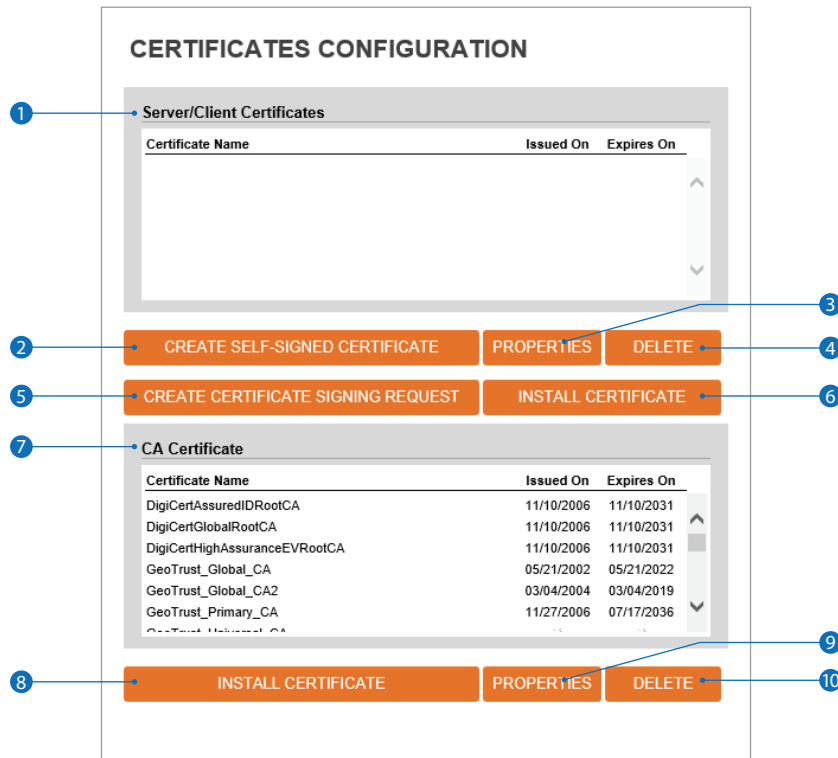 CERTIFICATES CONFIGURATION
1 Server/Client Certificates
Certificate Name Issued On Expires On
3
2 CREATE SELF-SIGNED CERTIFICATE PROPERTIES DELETE 4
5 CREATE CERTIFICATE SIGNING REQUEST INSTALL CERTIFICATE 6
7 CA Certificate
Certificate Name Issued On Expires On
DigiCertAssuredIDRootCA 11/10/2006 11/10/2031
DigiCertGlobalRootCA 11/10/2006 11/10/2031
DigiCertHighAssuranceEVRootCA 11/10/2006 11/10/2031
GeoTrust_Global_CA 05/21/2002 05/21/2022
GeoTrust_Global_CA2 03/04/2004 03/04/2019
GeoTrust_Primary_CA 11/27/2006 07/17/2036
9
8 INSTALL CERTIFICATE PROPERTIES DELETE 10